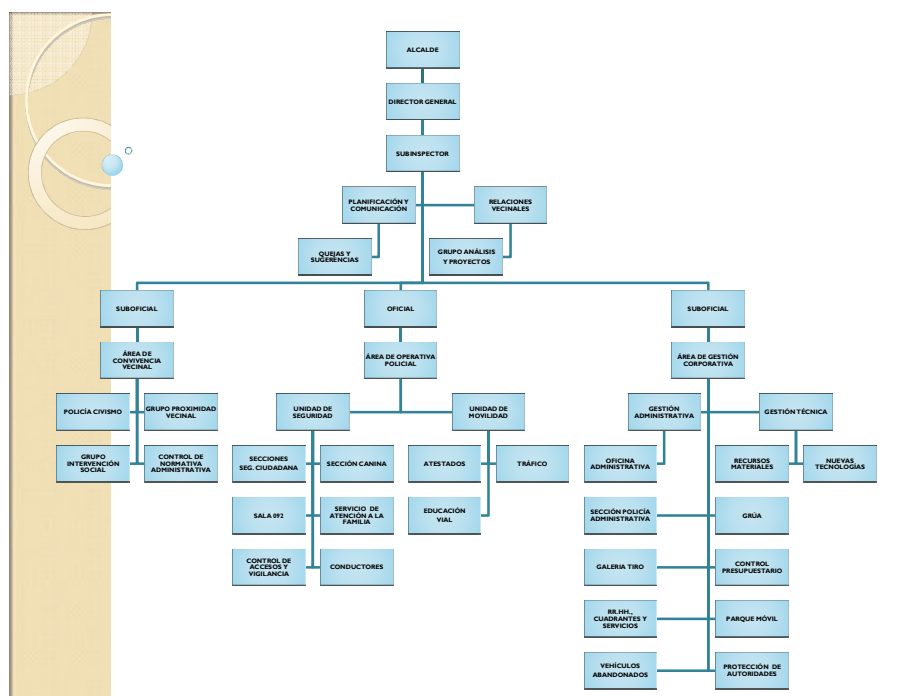 ALCALDE
DIRECTOR GENERAL
SUBINSPECTOR
PLANIFICACIÓN Y
COMUNICACIÓN
RELACIONES
VECINALES
QUEJAS Y
SUGERENCIAS
GRUPO ANÁLISIS
Y PROYECTOS
SUBOFICIAL
OFICIAL
SUBOFICIAL
ÁREA DE
CONVIVENCIA
VECINAL
ÁREA DE OPERATIVA
POLICIAL
ÁREA DE GESTIÓN
CORPORATIVA
POLICÍA CIVISMO
GRUPO PROXIMIDAD
VECINAL
UNIDAD DE
SEGURIDAD
UNIDAD DE
MOVILIDAD
GESTIÓN
ADMINISTRATIVA
GESTIÓN TÉCNICA
GRUPO
INTERVENCIÓN
SOCIAL
CONTROL DE
NORMATIVA
ADMINISTRATIVA
SECCIONES
SEG. CIUDADANA
SECCIÓN CANINA
ATESTADOS
TRÁFICO
OFICINA
ADMINISTRATIVA
RECURSOS
MATERIALES
NUEVAS
TECNOLOGÍAS
SALA 092
SERVICIO DE
ATENCIÓN A LA
FAMILIA
EDUCACIÓN
VIAL
SECCIÓN POLICÍA
ADMINISTRATIVA
GRÚA
CONTROL DE
ACCESOS Y
VIGILANCIA
CONDUCTORES
GALERIA TIRO
CONTROL
PRESUPUESTARIO
RR.HH.,
CUADRANTES Y
SERVICIOS
PARQUE MÓVIL
VEHÍCULOS
ABANDONADOS
PROTECCIÓN DE
AUTORIDADES